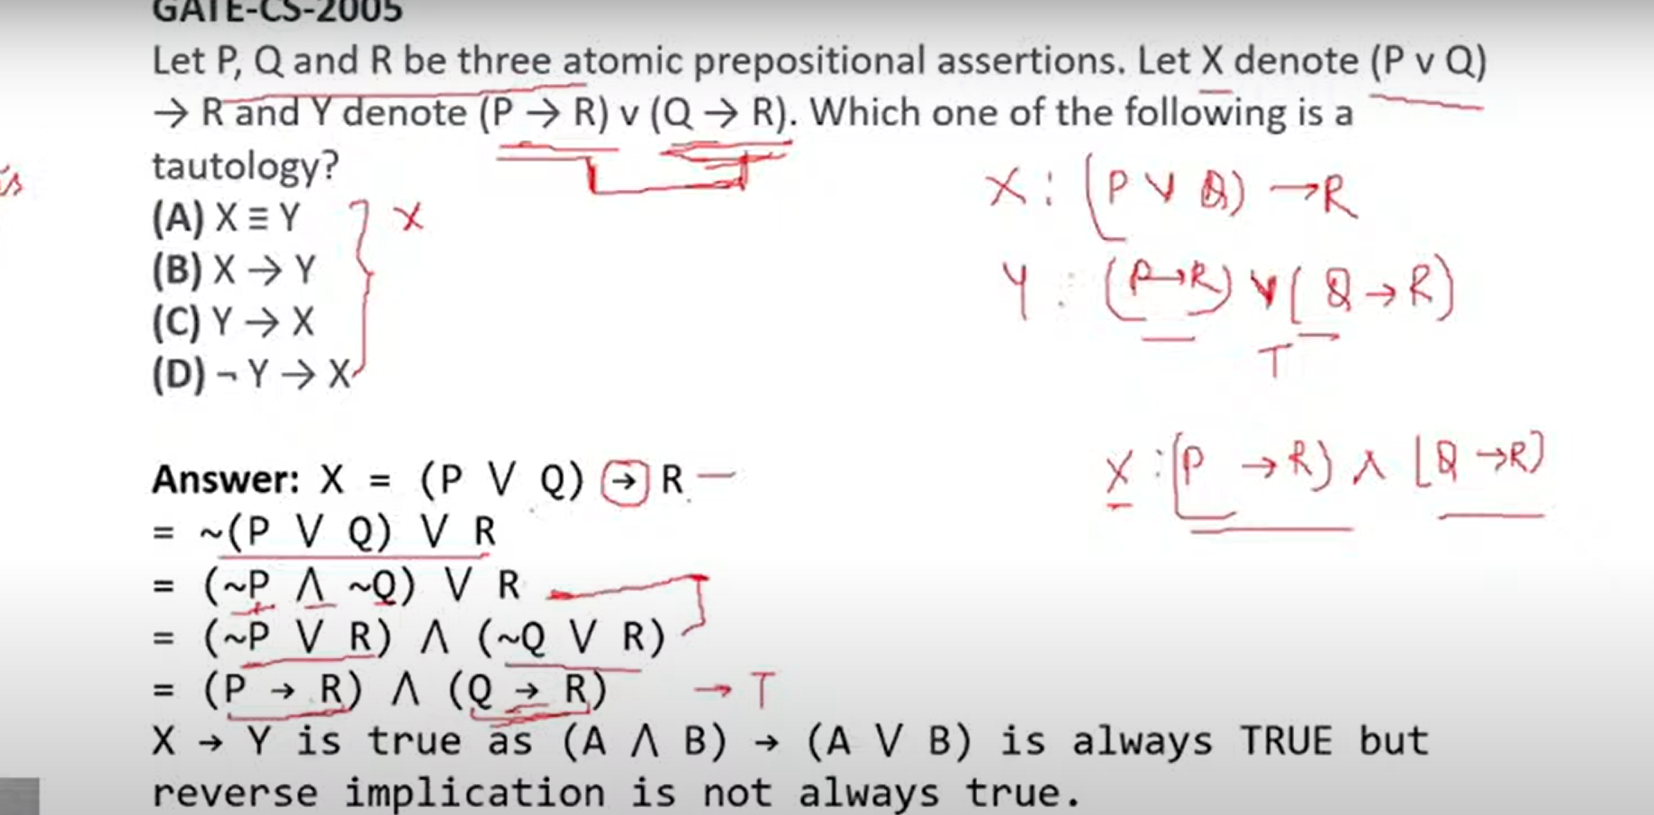 GATE-CS-2005
Let P, Q and R be three atomic prepositional assertions. Let X denote (P v Q)
→ R and Y denote (P → R) v (Q → R). Which one of the following is a
tautology?
(A) X ≡ Y
(B) X → Y
(C) Y → X
(D) ¬ Y → X
x
X : (P V Q) → R
Y : (P→R) V ( Q → R)
T
X : (P → R) ∧ [Q → R)
Answer: X = (P V Q) → R
= ~(P V Q) V R
= (~P Λ ~Q) V R
= (~P V R) Λ (~Q V R)
= (P → R) Λ (Q → R) → T
X → Y is true as (A Λ B) → (A V B) is always TRUE but
reverse implication is not always true.